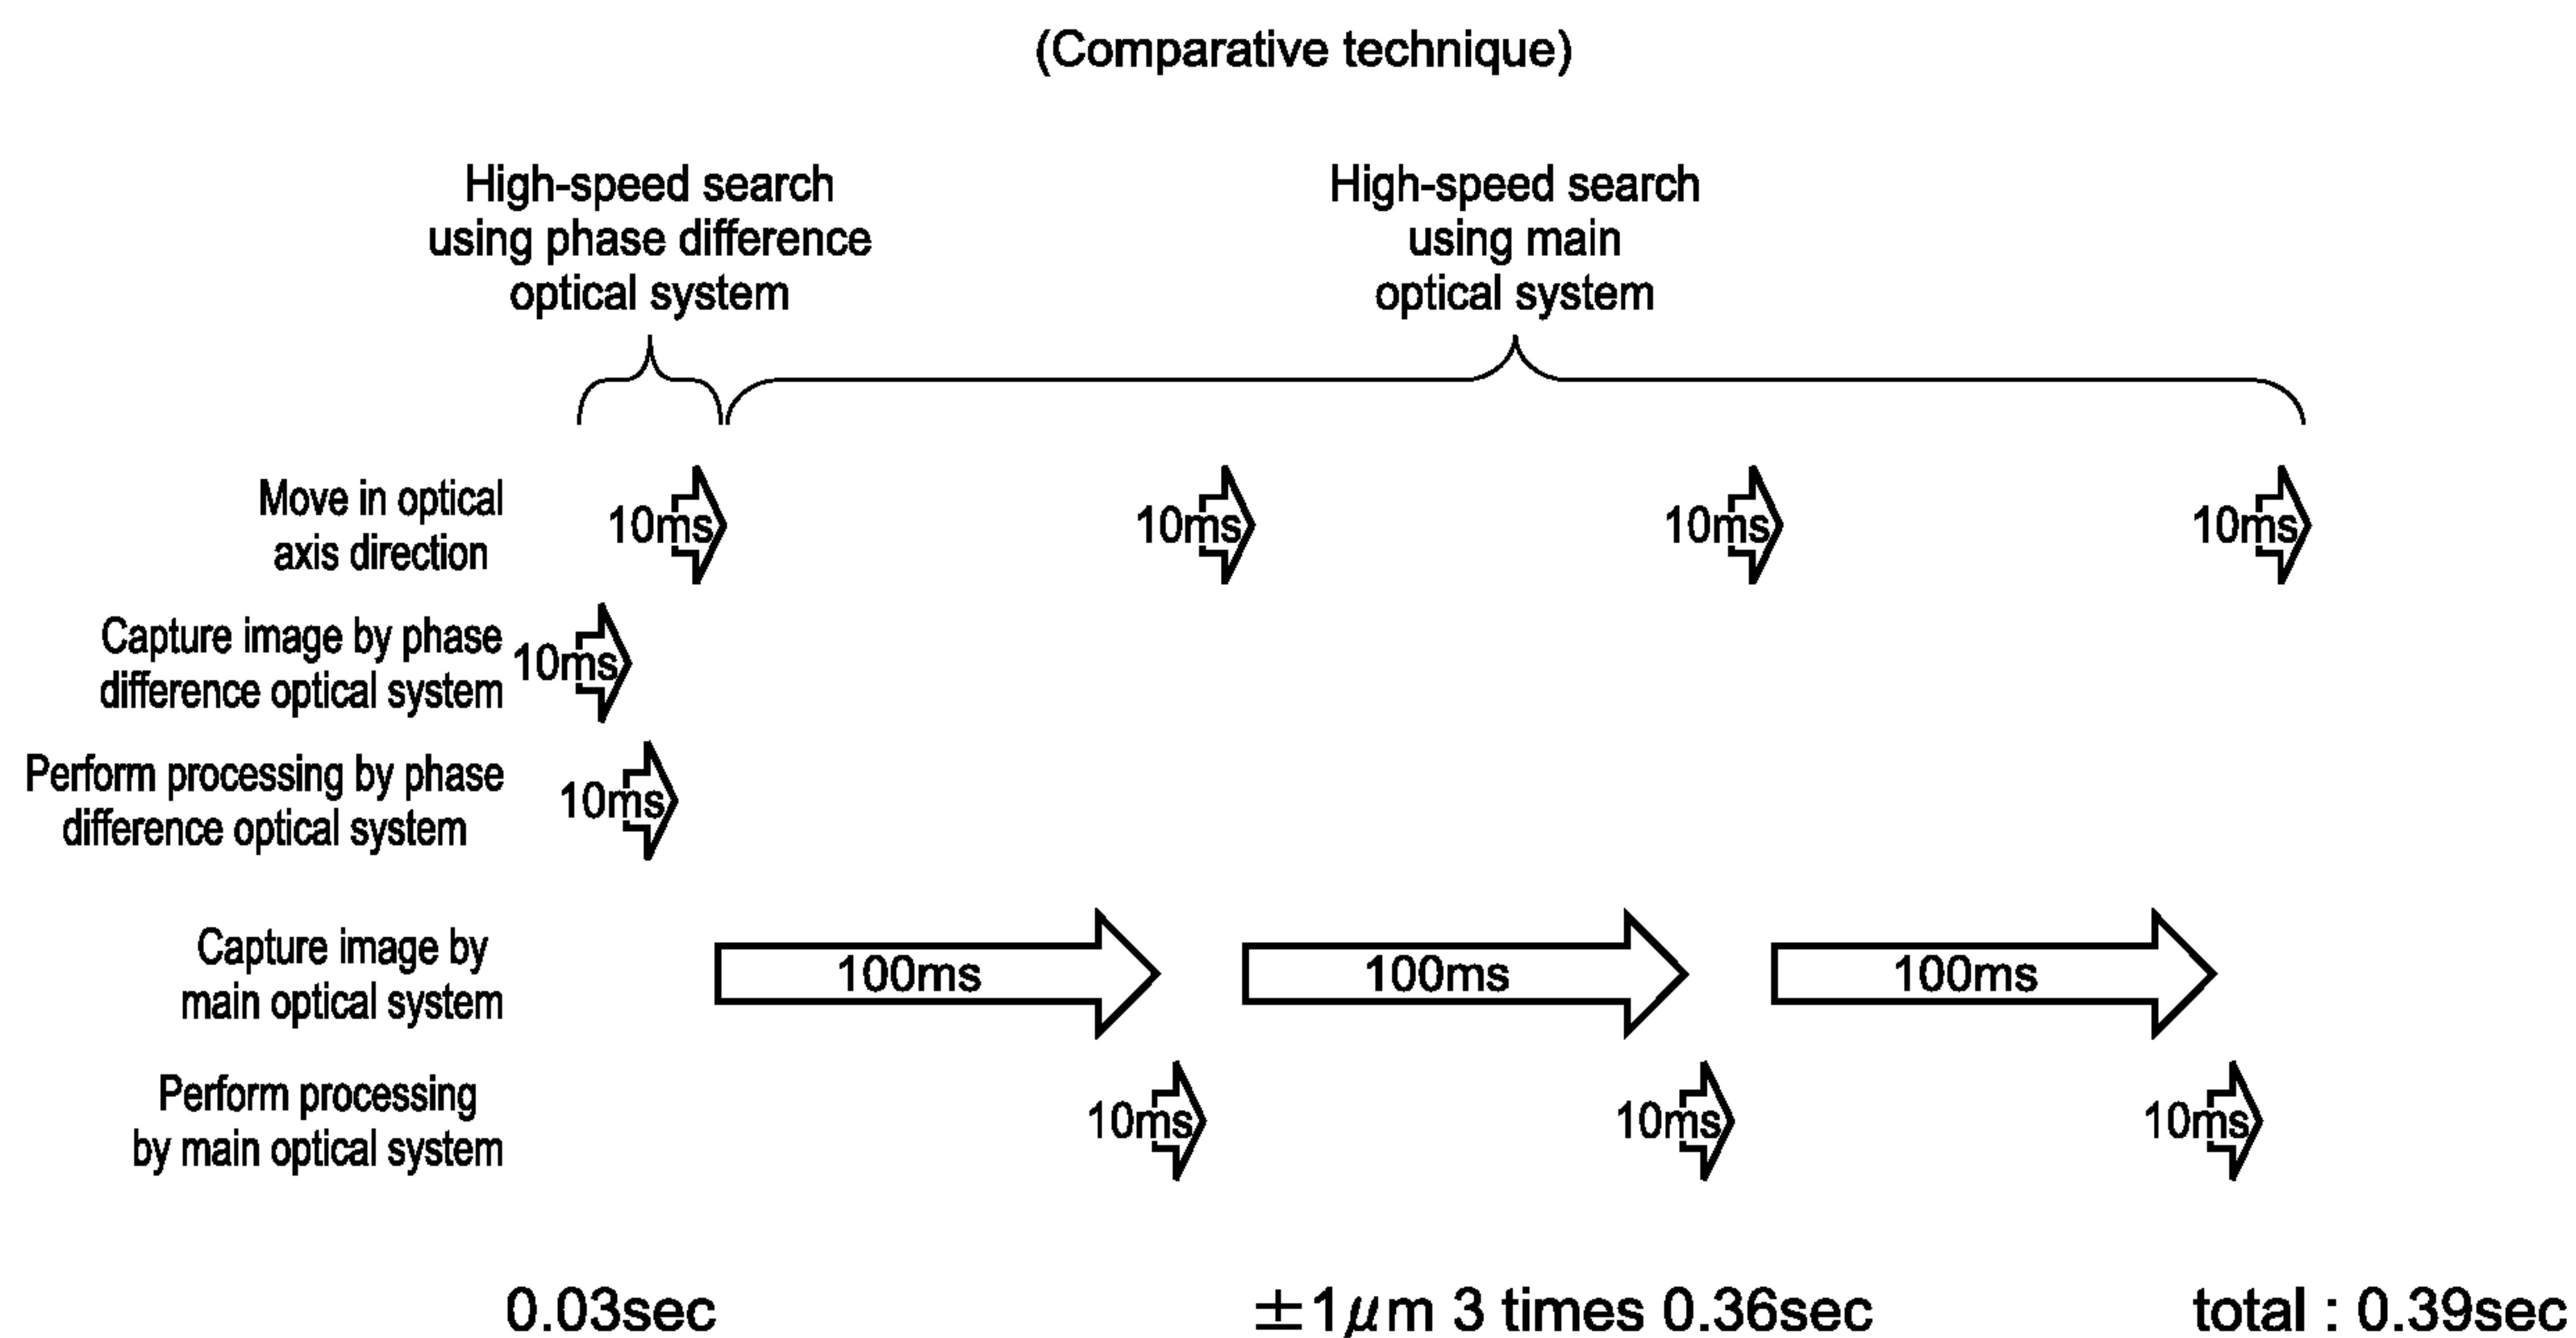 (Comparative technique)
High-speed search
using phase difference
optical system
High-speed search
using main
optical system
Move in optical
axis direction
10ms
10ms
10ms
10ms
Capture image by phase
difference optical system
10ms
Perform processing by phase
difference optical system
10ms
Capture image by
main optical system
100ms
100ms
100ms
Perform processing
by main optical system
10ms
10ms
10ms
0.03sec
±1μm 3 times 0.36sec
total : 0.39sec